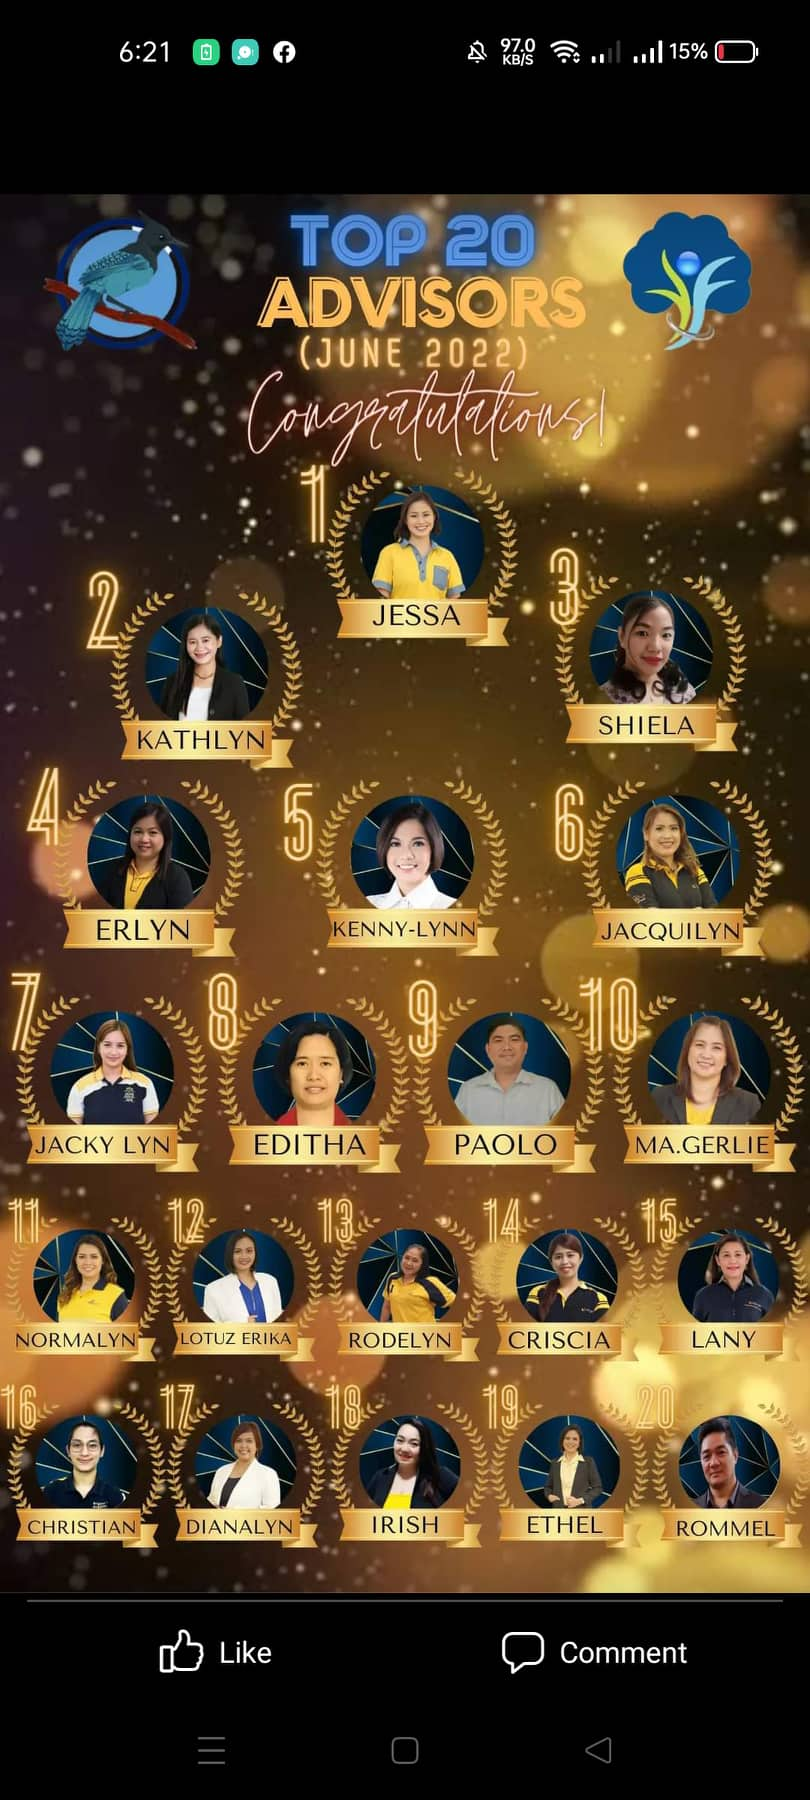 6:21
97.0
KB/S
15%
TOP 20
ADVISORS
(JUNE 2022)
Congratulations!
1
JESSA
2
KATHLYN
3
SHIELA
4
ERLYN
5
KENNY-LYNN
6
JACQUILYN
7
JACKY LYN
8
EDITHA
9
PAOLO
10
MA.GERLIE
11
NORMALYN
12
LOTUZ ERIKA
13
RODELYN
14
CRISCIA
15
LANY
16
CHRISTIAN
17
DIANALYN
18
IRISH
19
ETHEL
20
ROMMEL
Like
Comment